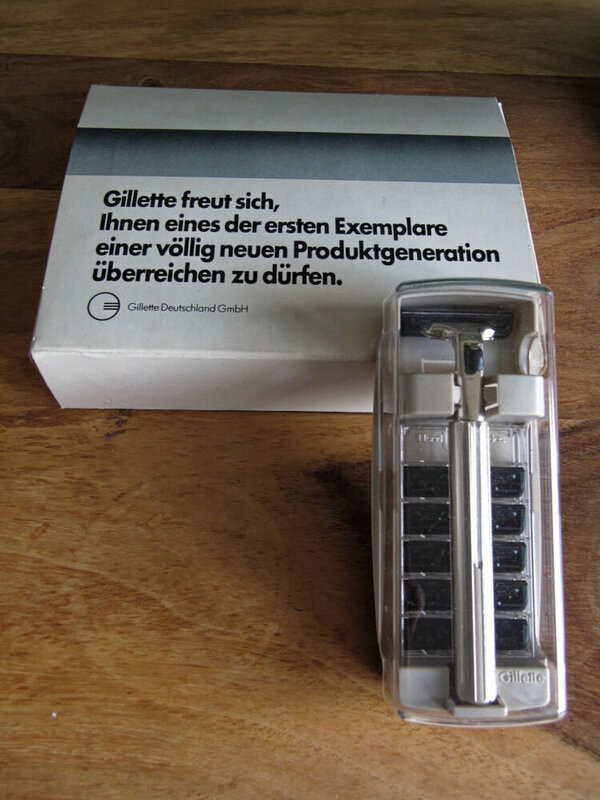 Gillette freut sich,
Ihnen eines der ersten Exemplare
einer völlig neuen Produktgeneration
überreichen zu dürfen.
Gillette Deutschland GmbH
Used
Gillette